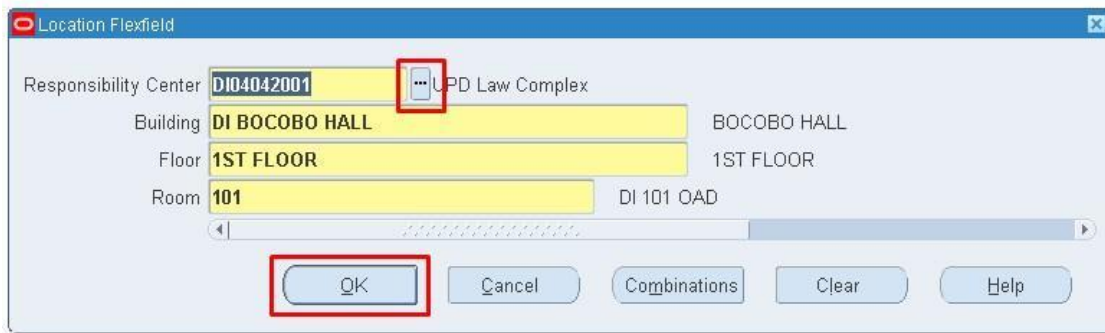 Location Flexfield
Responsibility Center DI04042001 ... UPD Law Complex
Building DI BOCOBO HALL BOCOBO HALL
Floor 1ST FLOOR 1ST FLOOR
Room 101 DI 101 OAD
OK Cancel Combinations Clear Help